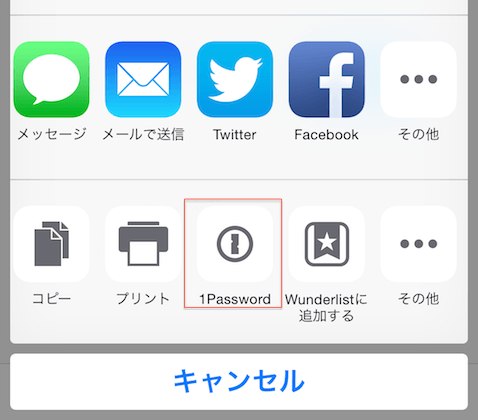 メッセージ
メールで送信
Twitter
Facebook
その他
コピー
プリント
1Password
Wunderlistに
追加する
その他
キャンセル